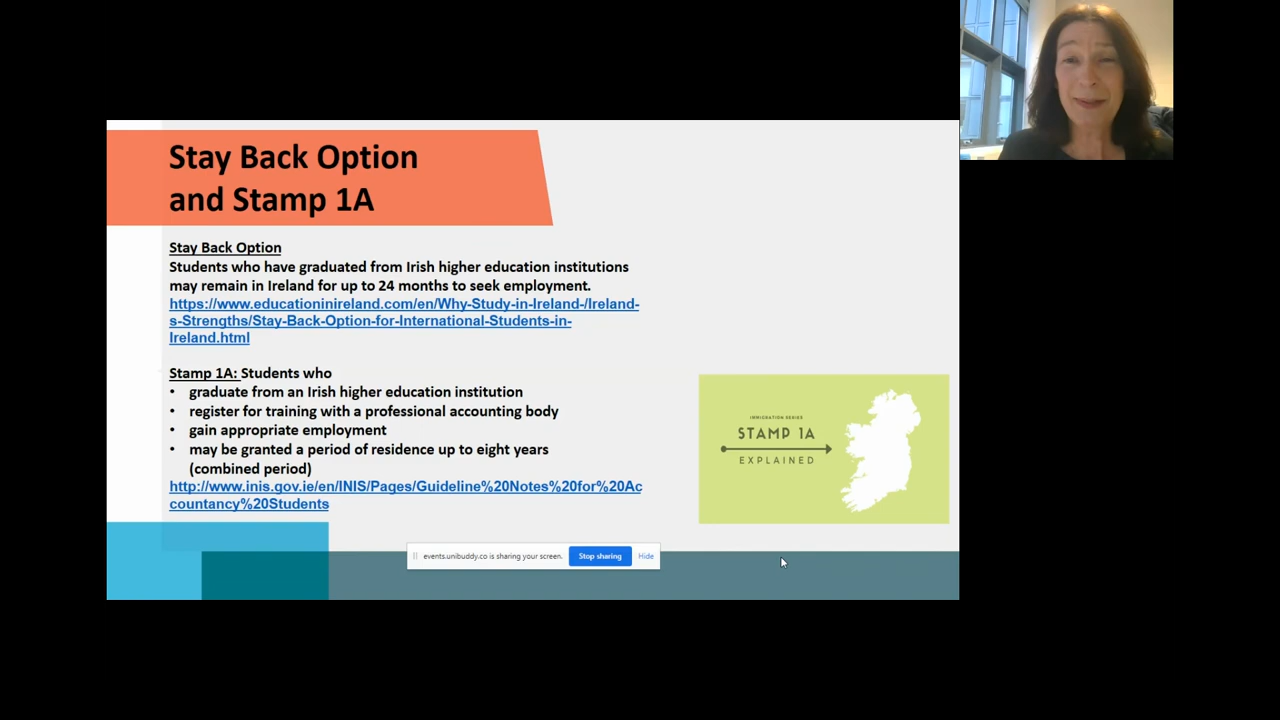 Stay Back Option
and Stamp 1A
Stay Back Option
Students who have graduated from Irish higher education institutions
may remain in Ireland for up to 24 months to seek employment.
https://www.educationinireland.com/en/Why-Study-in-Ireland-/Ireland-
s-Strengths/Stay-Back-Option-for-International-Students-in-
Ireland.html
Stamp 1A: Students who
• graduate from an Irish higher education institution
• register for training with a professional accounting body
• gain appropriate employment
• may be granted a period of residence up to eight years
(combined period)
http://www.inis.gov.ie/en/INIS/Pages/Guideline%20Notes%20for%20Ac
countancy%20Students
IMMIGRATION SERIES
STAMP 1A
EXPLAINED
events.unibuddy.co is sharing your screen.
Stop sharing
Hide